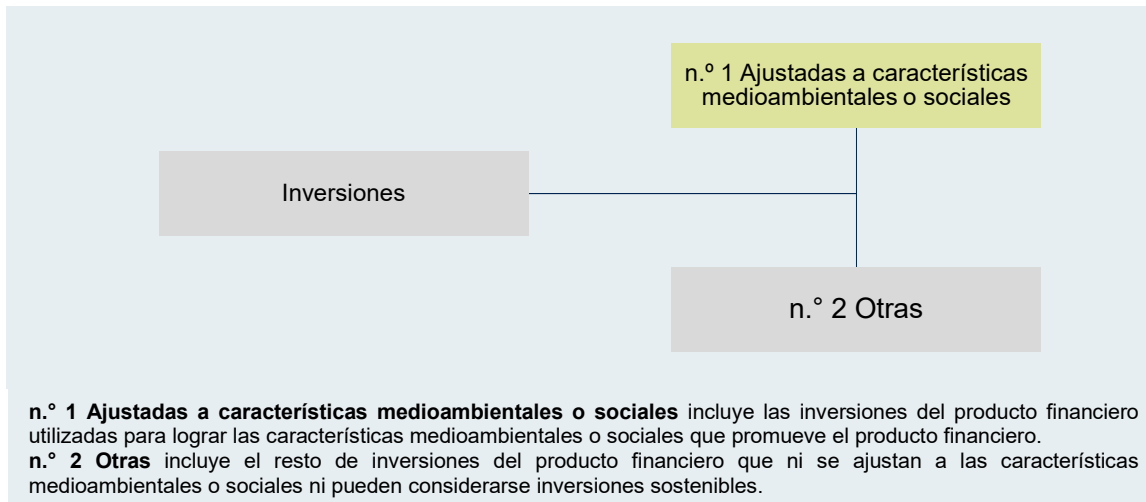 n.º 1 Ajustadas a características
medioambientales o sociales
Inversiones
n.° 2 Otras
n.° 1 Ajustadas a características medioambientales o sociales incluye las inversiones del producto financiero
utilizadas para lograr las características medioambientales o sociales que promueve el producto financiero.
n.° 2 Otras incluye el resto de inversiones del producto financiero que ni se ajustan a las características
medioambientales o sociales ni pueden considerarse inversiones sostenibles.